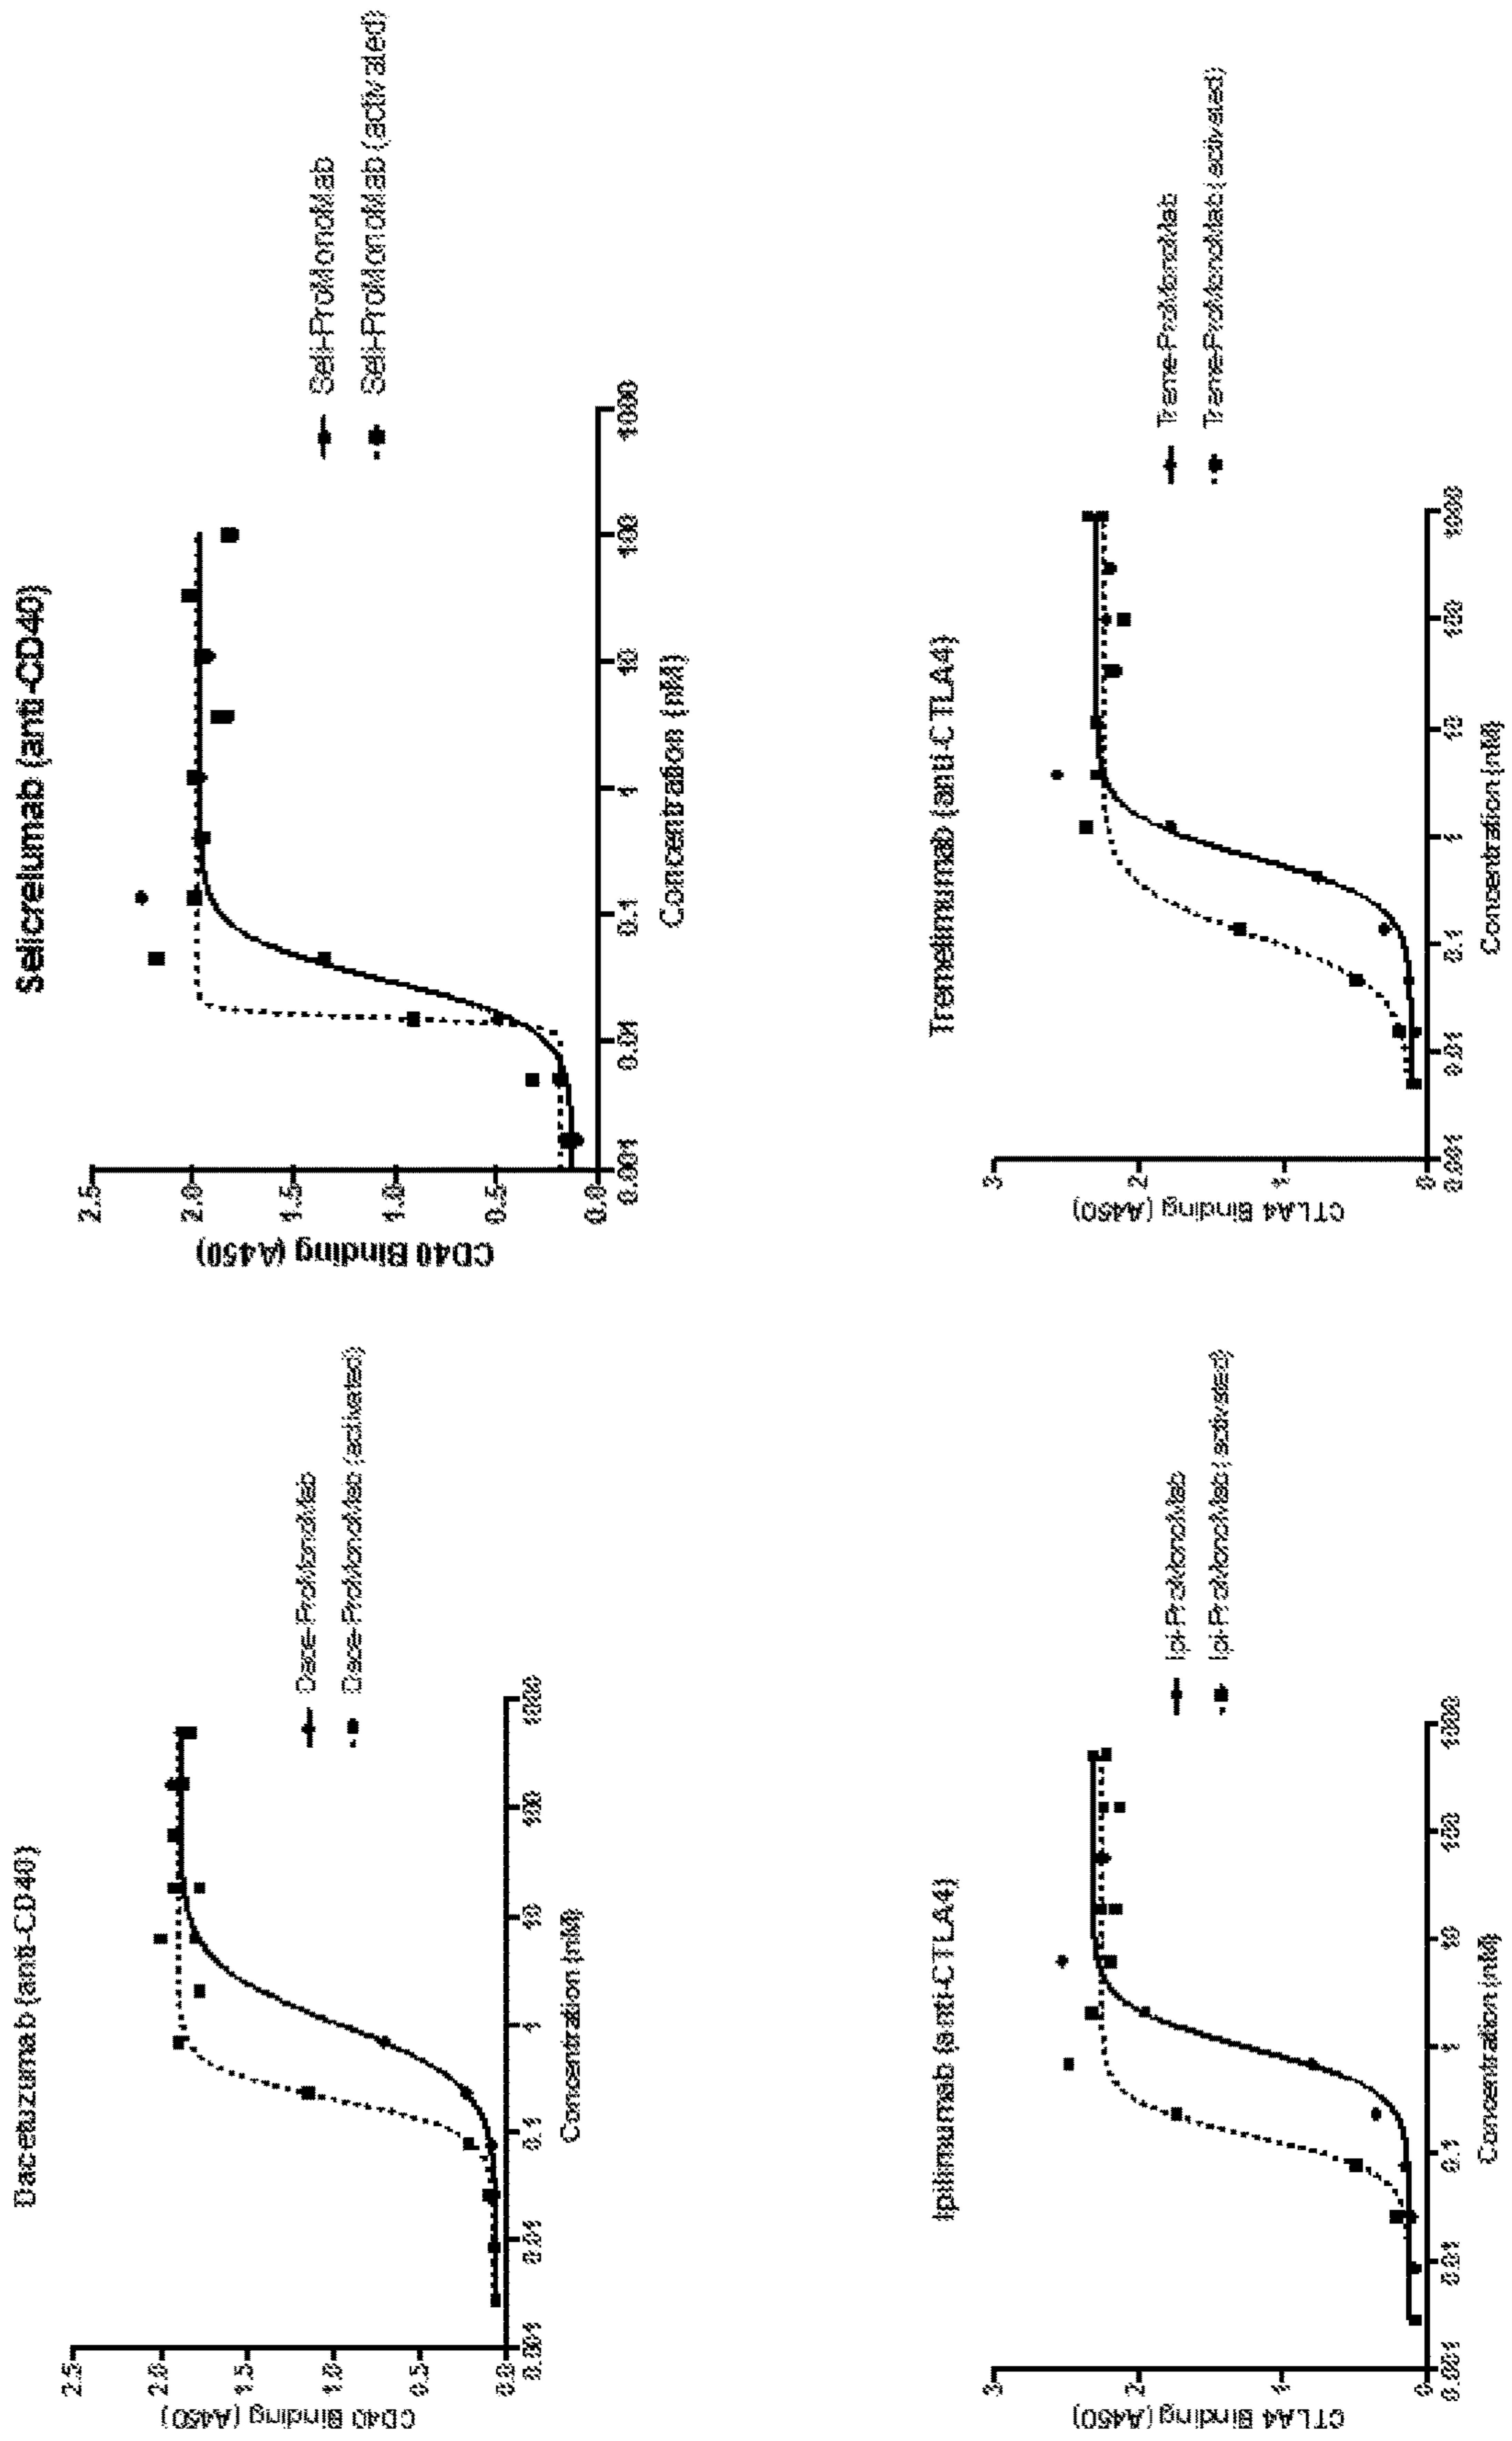 Dacetuzumab (anti-CD40)
CD40 Binding (A450)
2.5
2.0
1.5
1.0
0.5
0.0
0.001
0.01
0.1
1
10
100
1000
Concentration (nM)
Dace-ProMonoMab
Dace-ProMonoMab (activated)
Selicrelumab (anti-CD40)
CD40 Binding (A450)
2.5
2.0
1.5
1.0
0.5
0.0
0.001
0.01
0.1
1
10
100
1000
Concentration (nM)
Seli-ProMonoMab
Seli-ProMonoMab (activated)
Ipilimumab (anti-CTLA4)
CTLA4 Binding (A450)
3
2
1
0
0.001
0.01
0.1
1
10
100
1000
Concentration (nM)
Ipi-ProMonoMab
Ipi-ProMonoMab (activated)
Tremelimumab (anti-CTLA4)
CTLA4 Binding (A450)
3
2
1
0
0.001
0.01
0.1
1
10
100
1000
Concentration (nM)
Treme-ProMonoMab
Treme-ProMonoMab (activated)